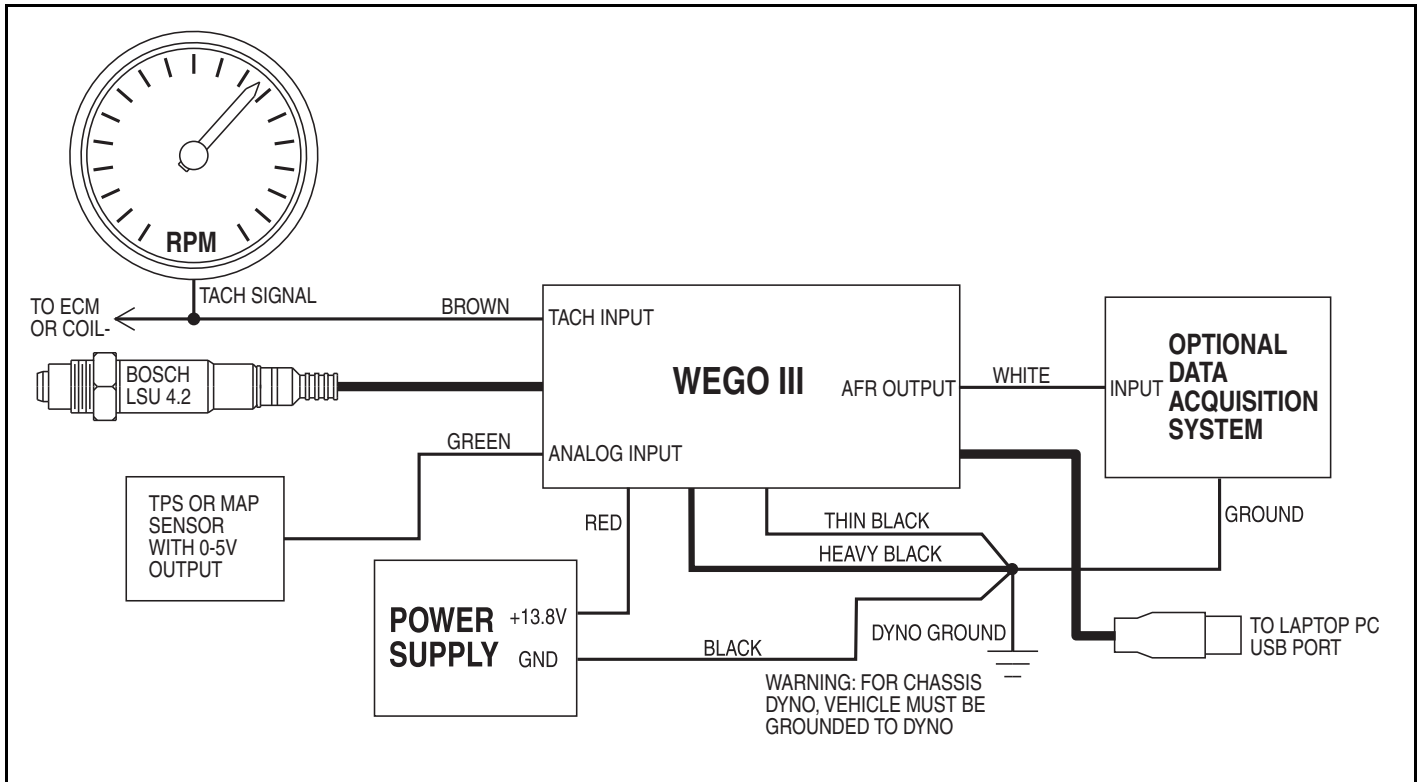 RPM
TACH SIGNAL
TO ECM
OR COIL-
BROWN
TACH INPUT
BOSCH
LSU 4.2
WEGO III
AFR OUTPUT
WHITE
INPUT
OPTIONAL
DATA
ACQUISITION
SYSTEM
GREEN
ANALOG INPUT
TPS OR MAP
SENSOR
WITH 0-5V
OUTPUT
RED
THIN BLACK
HEAVY BLACK
GROUND
POWER
SUPPLY
+13.8V
GND
BLACK
DYNO GROUND
TO LAPTOP PC
USB PORT
WARNING: FOR CHASSIS
DYNO, VEHICLE MUST BE
GROUNDED TO DYNO